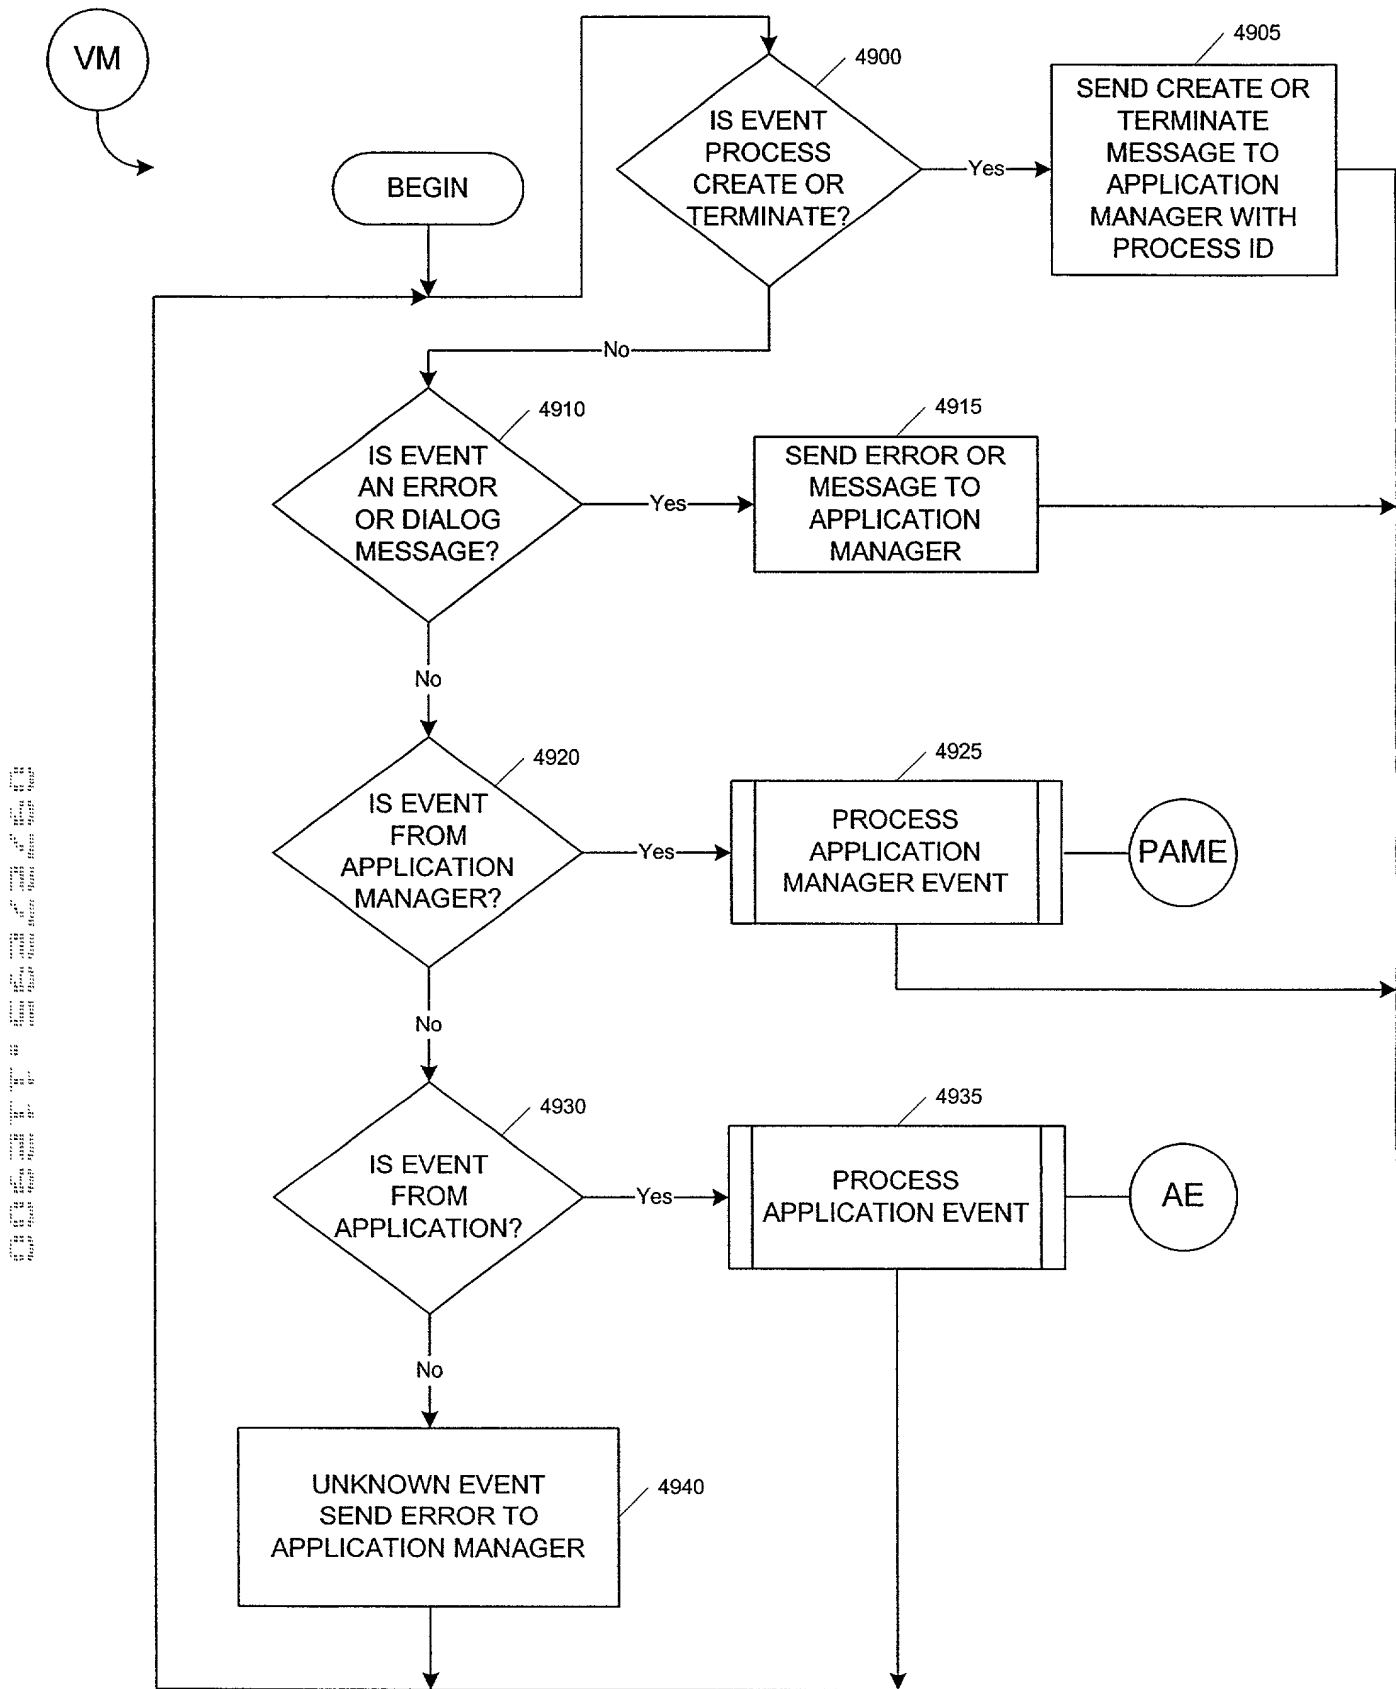 VM
4900
4905
IS EVENT
PROCESS
CREATE OR
TERMINATE?
Yes
SEND CREATE OR
TERMINATE
MESSAGE TO
APPLICATION
MANAGER WITH
PROCESS ID
BEGIN
No
4910
4915
IS EVENT
AN ERROR
OR DIALOG
MESSAGE?
Yes
SEND ERROR OR
MESSAGE TO
APPLICATION
MANAGER
No
4920
4925
IS EVENT
FROM
APPLICATION
MANAGER?
Yes
PROCESS
APPLICATION
MANAGER EVENT
PAME
No
4930
4935
IS EVENT
FROM
APPLICATION?
Yes
PROCESS
APPLICATION EVENT
AE
No
UNKNOWN EVENT
SEND ERROR TO
APPLICATION MANAGER
4940